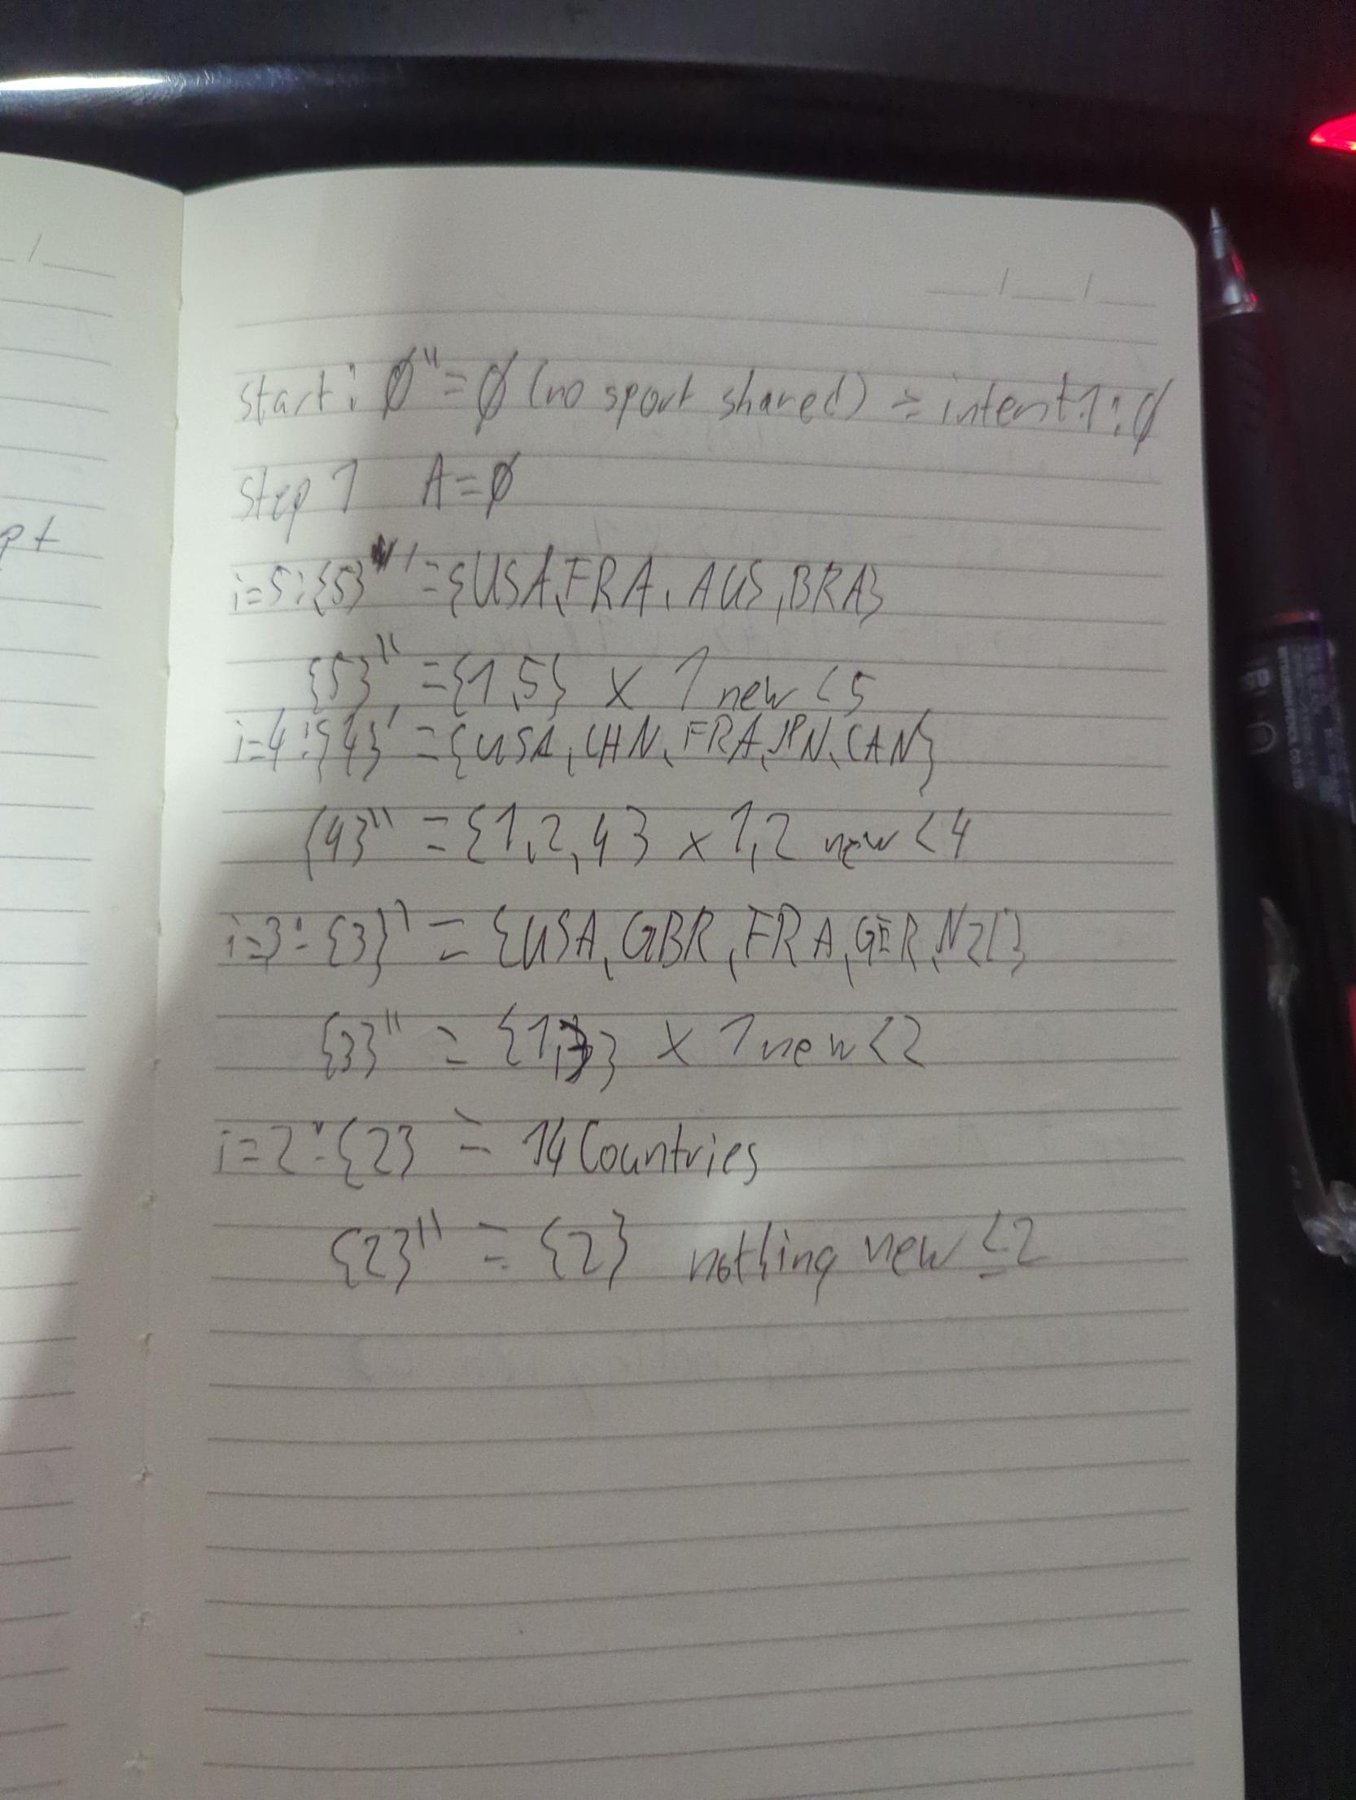 pt
start: ∅'' = ∅ (no sport shared) = intent 1: ∅
Step 1 A = ∅
i=5: {5}' = {USA, FRA, AUS, BRA}
{5}'' = {1,5} x 1 new < 5
i=4: {4}' = {USA, CHN, FRA, JPN, CAN}
{4}'' = {1,2,4} x 1,2 new < 4
i=3: {3}' = {USA, GBR, FRA, GER, NZL}
{3}'' = {1,3} x 1 new < 2
i=2: {2} = 14 Countries
{2}'' = {2} nothing new ≤ 2